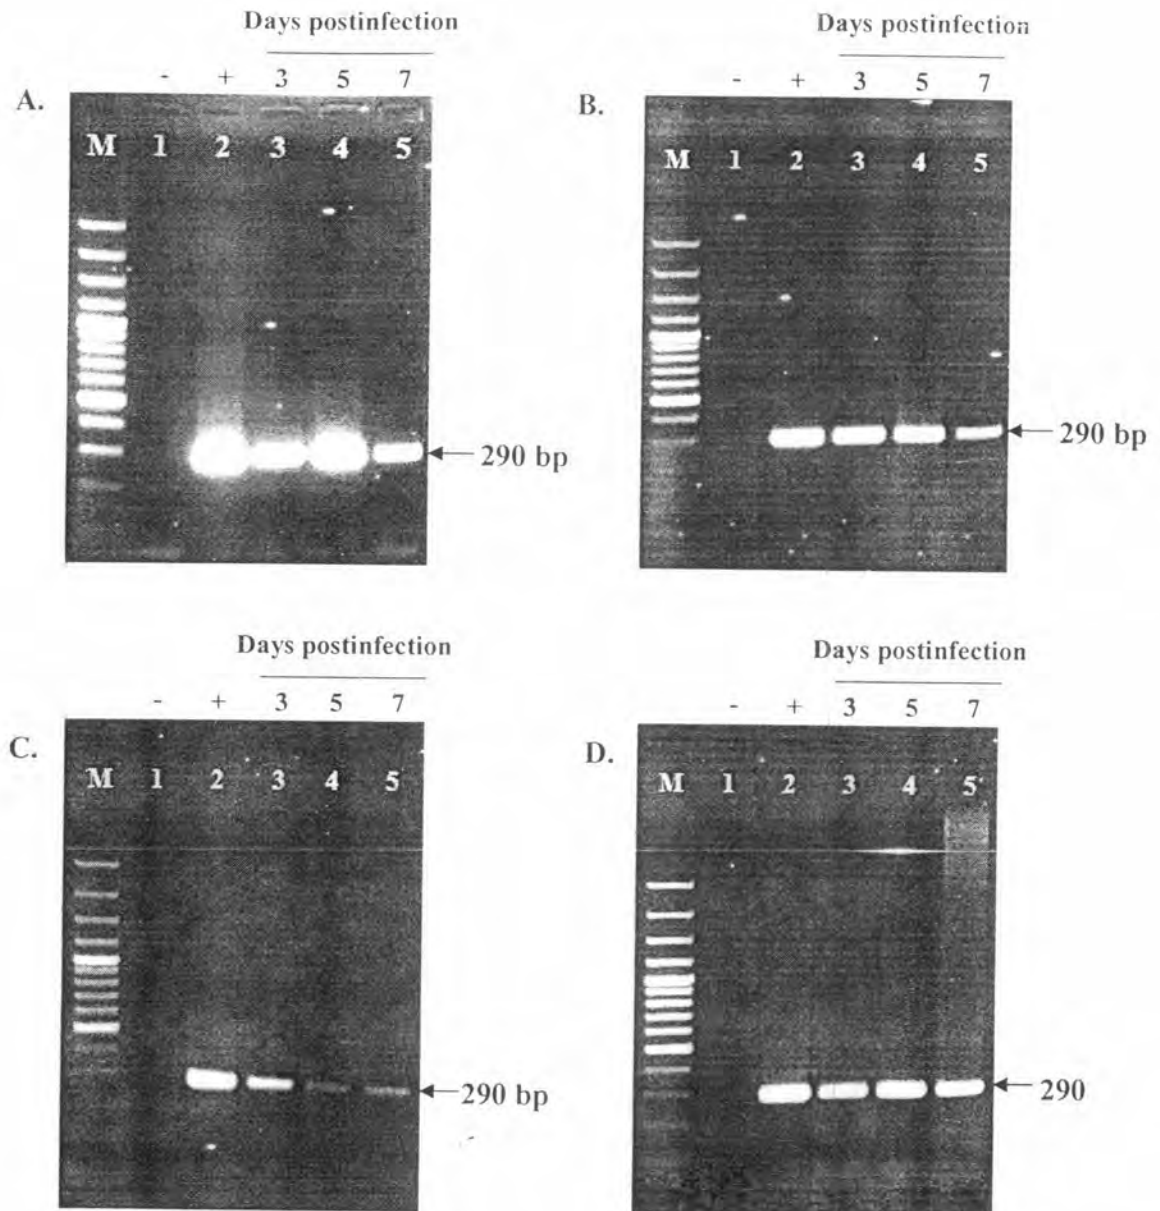 Days postinfection
- + 3 5 7
A.
M 1 2 3 4 5
290 bp
Days postinfection
- + 3 5 7
B.
M 1 2 3 4 5
290 bp
Days postinfection
- + 3 5 7
C.
M 1 2 3 4 5
290 bp
Days postinfection
- + 3 5 7
D.
M 1 2 3 4 5
290